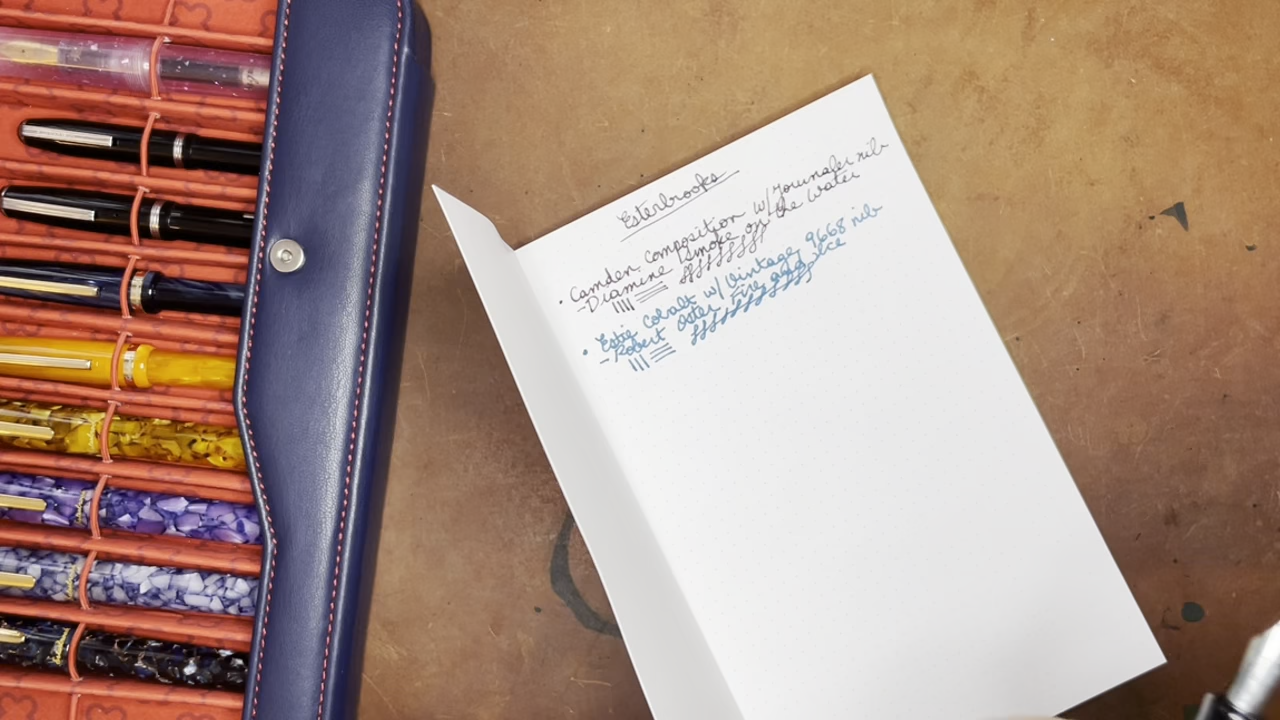 Esterbrooks
• Camden Composition w/ Journaler nib
- Diamine Smoke on the Water
• Estie Cobalt w/ Vintage 9668 nib
- Robert Oster Fire and Ice